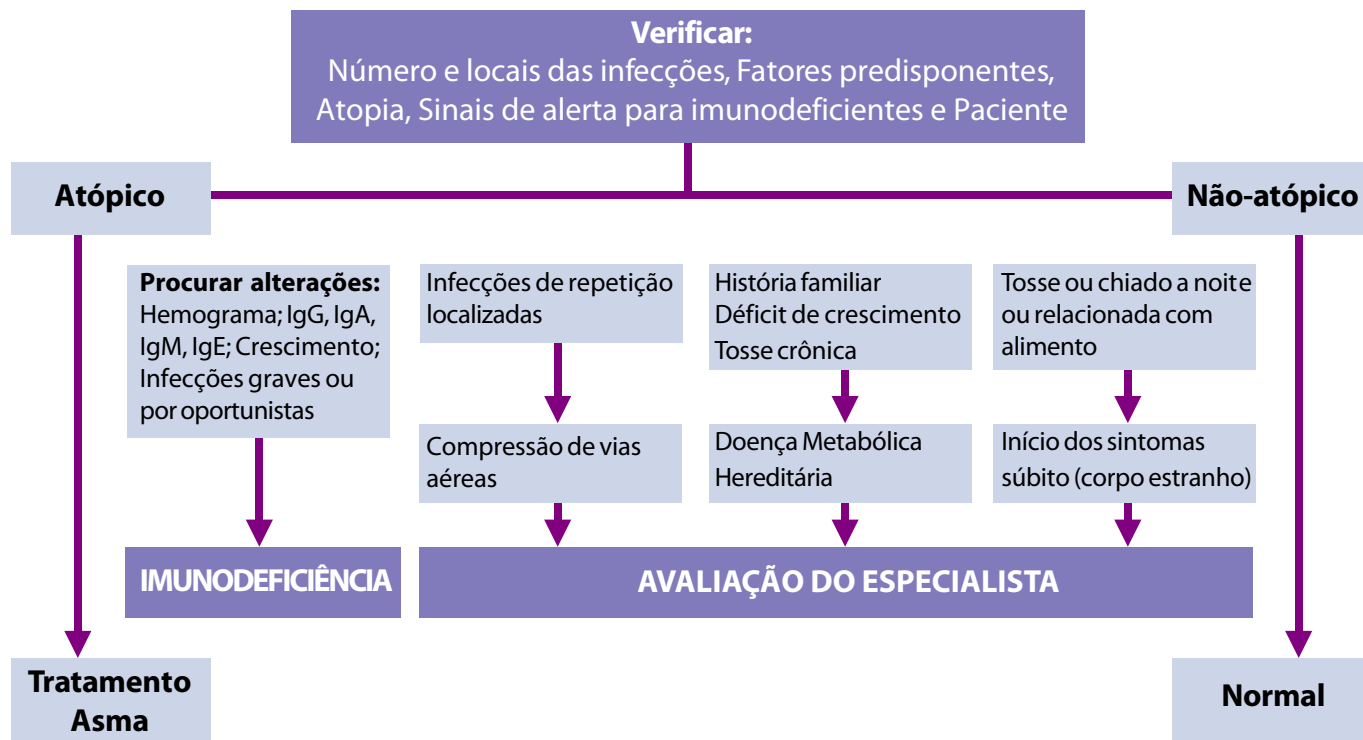 Verificar:
Número e locais das infecções, Fatores predisponentes,
Atopia, Sinais de alerta para imunodeficientes e Paciente
Atópico
Não-atópico
Procurar alterações:
Hemograma; IgG, IgA,
IgM, IgE; Crescimento;
Infecções graves ou
por oportunistas
Infecções de repetição
localizadas
História familiar
Déficit de crescimento
Tosse crônica
Tosse ou chiado a noite
ou relacionada com
alimento
Compressão de vias
aéreas
Doença Metabólica
Hereditária
Início dos sintomas
súbito (corpo estranho)
IMUNODEFICIÊNCIA
AVALIAÇÃO DO ESPECIALISTA
Tratamento
Asma
Normal